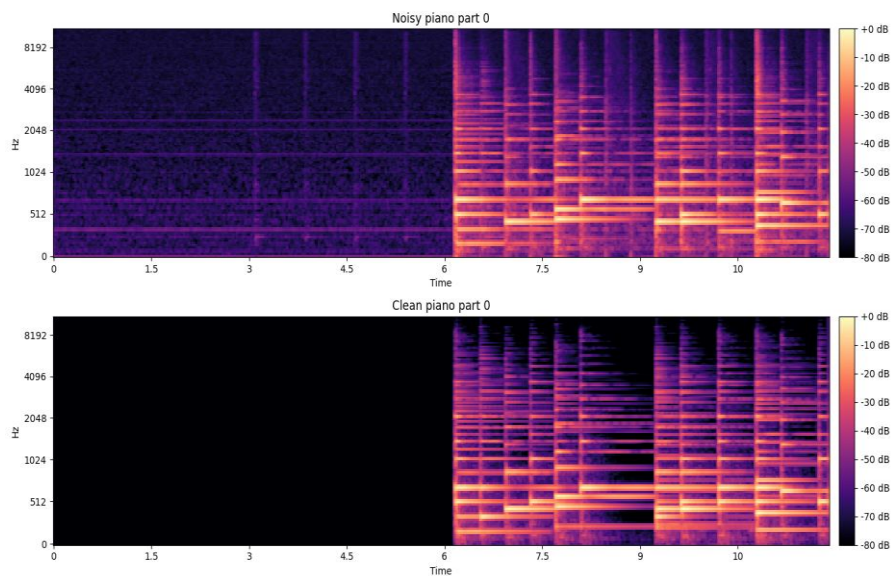 Noisy piano part 0
+0 dB
8192
-10 dB
4096
-20 dB
-30 dB
2048
Hz
-40 dB
1024
-50 dB
-60 dB
512
-70 dB
0
-80 dB
0 1.5 3 4.5 6 7.5 9 10
Time
Clean piano part 0
+0 dB
8192
-10 dB
4096
-20 dB
-30 dB
2048
Hz
-40 dB
1024
-50 dB
-60 dB
512
-70 dB
0
-80 dB
0 1.5 3 4.5 6 7.5 9 10
Time